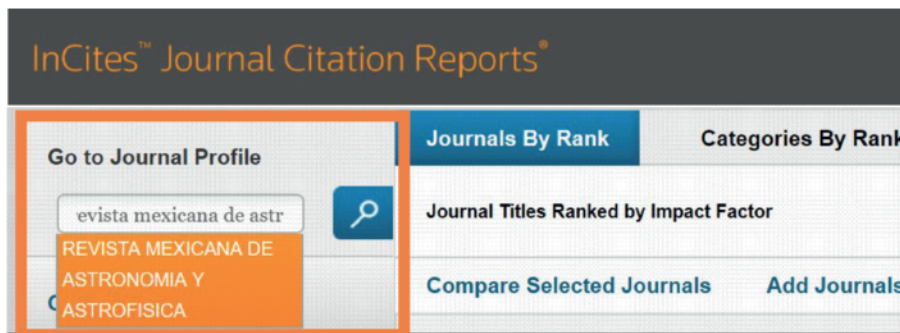 InCites™ Journal Citation Reports®
Go to Journal Profile
evista mexicana de astr
REVISTA MEXICANA DE
ASTRONOMIA Y
ASTROFISICA
Journals By Rank
Categories By Rank
Journal Titles Ranked by Impact Factor
Compare Selected Journals
Add Journals